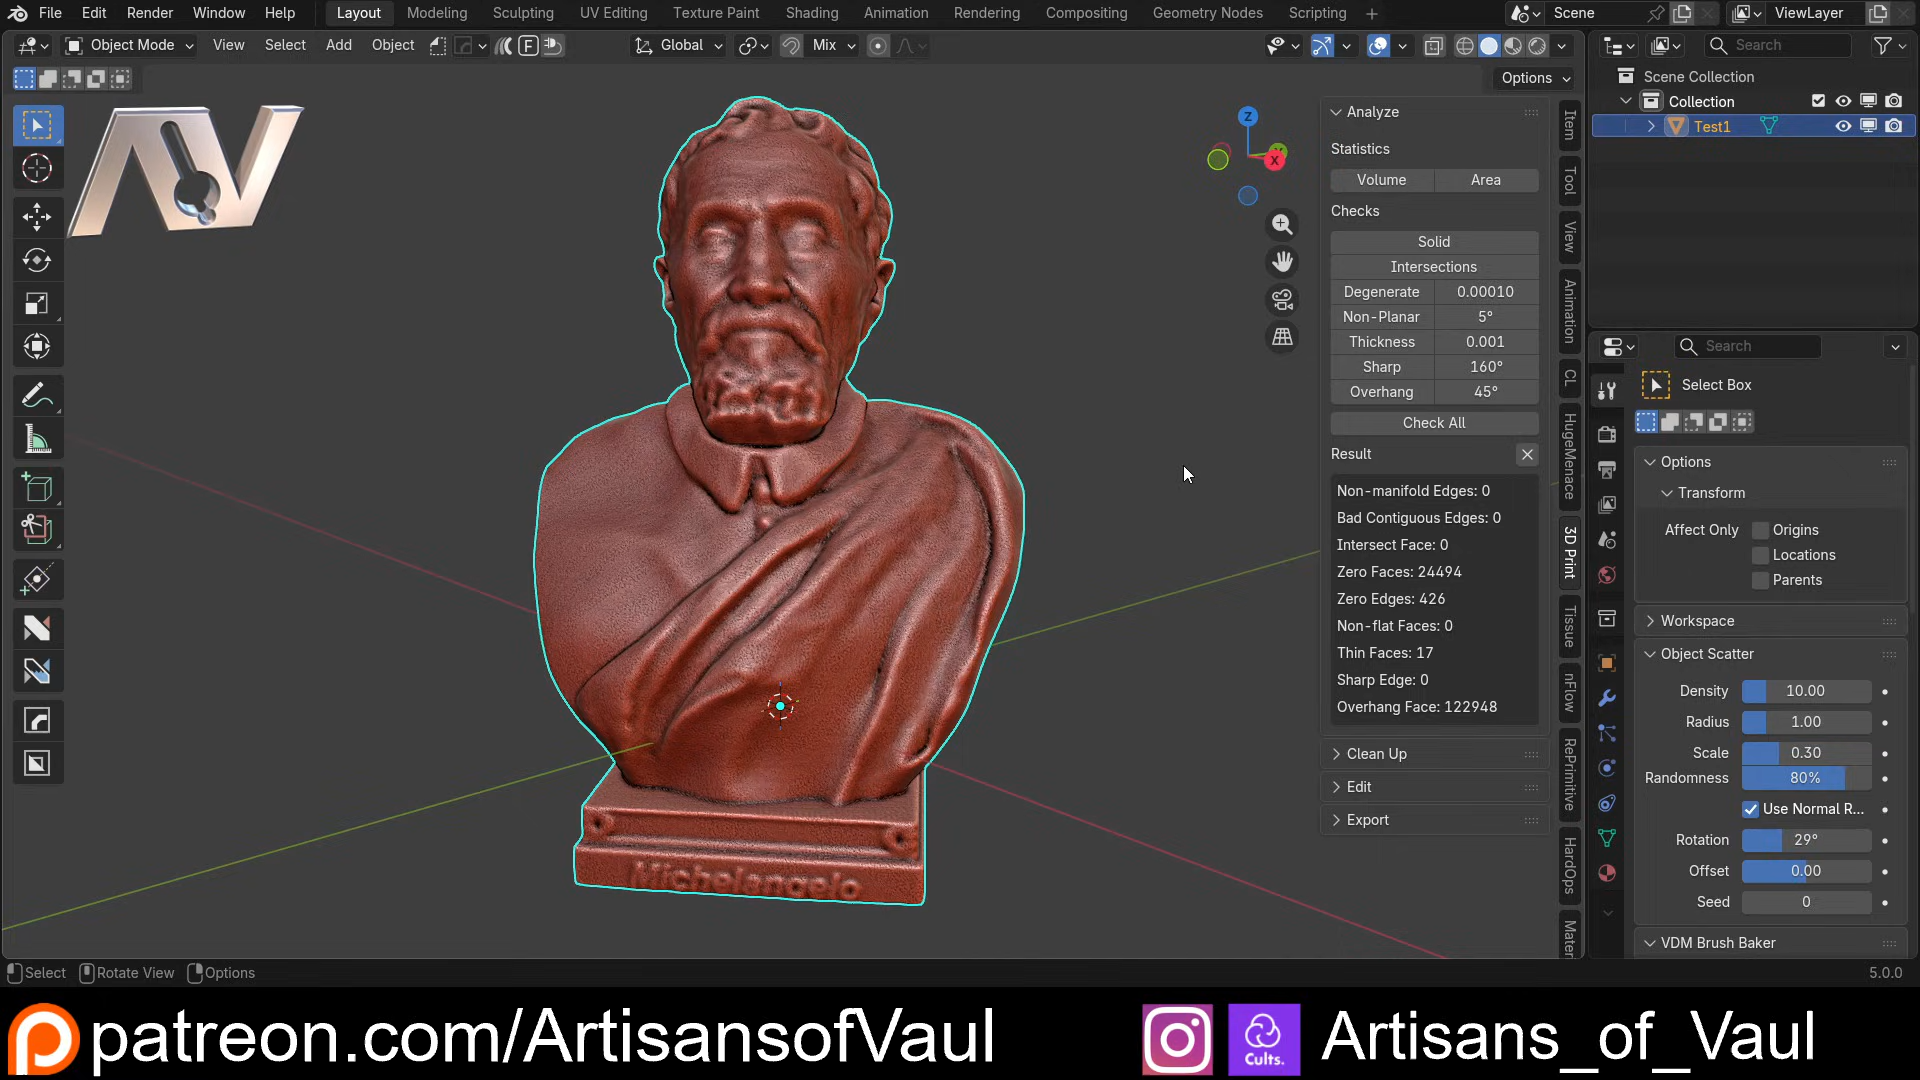 File Edit Render Window Help Layout Modeling Sculpting UV Editing Texture Paint Shading Animation Rendering Compositing Geometry Nodes Scripting + Scene ViewLayer
Object Mode View Select Add Object F Global Mix Search
Options
Scene Collection
Collection
Test1
Analyze
Statistics
Volume Area
Checks
Solid
Intersections
Degenerate 0.00010
Non-Planar 5°
Thickness 0.001
Sharp 160°
Overhang 45°
Check All
Result
Non-manifold Edges: 0
Bad Contiguous Edges: 0
Intersect Face: 0
Zero Faces: 24494
Zero Edges: 426
Non-flat Faces: 0
Thin Faces: 17
Sharp Edge: 0
Overhang Face: 122948
Clean Up
Edit
Export
Z
X
Item
Tool
View
Animation
CL
HugeMenace
3D Print
Tissue
nFlow
RePrimitive
HardOps
Mater
Search
Select Box
Options
Transform
Affect Only Origins
Locations
Parents
Workspace
Object Scatter
Density 10.00
Radius 1.00
Scale 0.30
Randomness 80%
Use Normal R...
Rotation 29°
Offset 0.00
Seed 0
VDM Brush Baker
AV
Michelangelo
Select Rotate View Options 5.0.0
patreon.com/ArtisansofVaul Cults. Artisans_of_Vaul